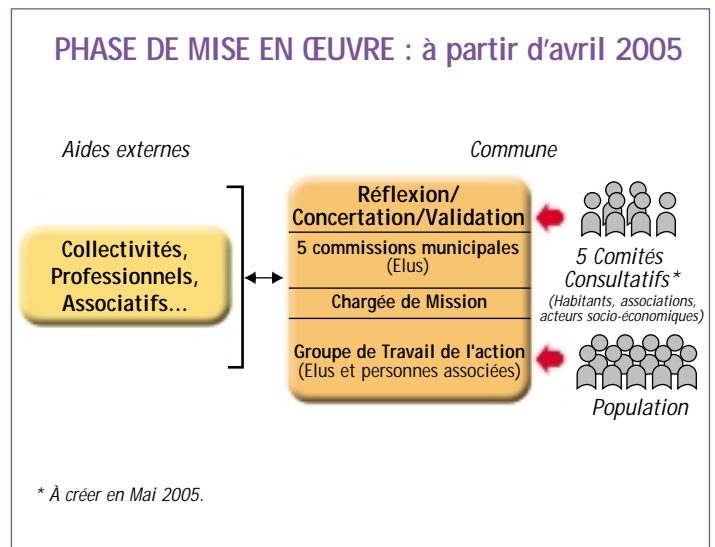 PHASE DE MISE EN ŒUVRE : à partir d'avril 2005
Aides externes
Commune
Collectivités,
Professionnels,
Associatifs...
Réflexion/
Concertation/Validation
5 commissions municipales
(Elus)
Chargée de Mission
Groupe de Travail de l'action
(Elus et personnes associées)
5 Comités
Consultatifs*
(Habitants, associations,
acteurs socio-économiques)
Population
* À créer en Mai 2005.